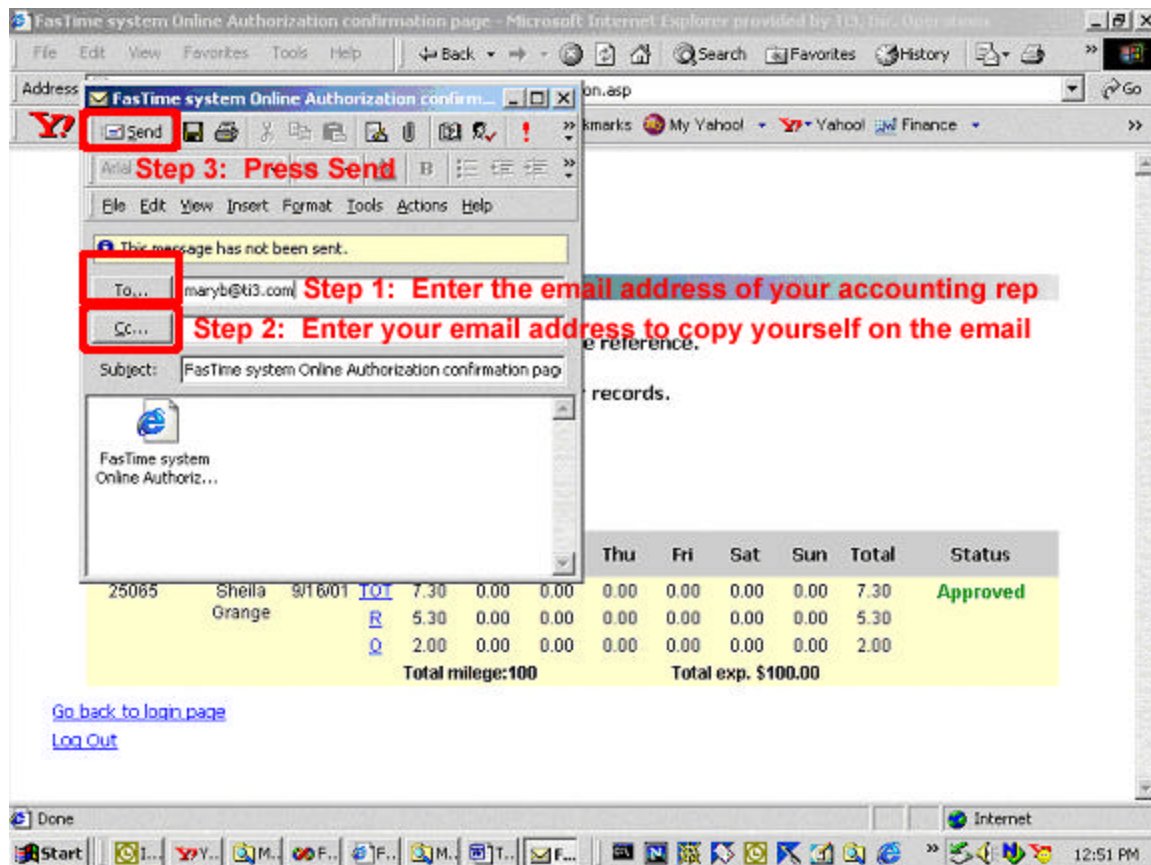 FasTime system Online Authorization confirmation page - Microsoft Internet Explorer provided by TI3, Inc. Operations
File Edit View Favorites Tools Help
Back Search Favorites History
Address
on.asp
Go
Y!
kmarks My Yahoo! Yahoo! Finance
FasTime system Online Authorization confirm...
Send
Arial
B
Step 3: Press Send
File Edit View Insert Format Tools Actions Help
This message has not been sent.
To... maryb@ti3.com
Step 1: Enter the email address of your accounting rep
Cc...
Step 2: Enter your email address to copy yourself on the email
e reference.
Subject: FasTime system Online Authorization confirmation pag
records.
FasTime system
Online Authoriz...
Thu Fri Sat Sun Total Status
25065 Sheila 9/16/01 TOT 7.30 0.00 0.00 0.00 0.00 0.00 0.00 7.30 Approved
Grange R 5.30 0.00 0.00 0.00 0.00 0.00 0.00 5.30
O 2.00 0.00 0.00 0.00 0.00 0.00 0.00 2.00
Total milege:100 Total exp. $100.00
Go back to login page
Log Out
Done Internet
Start I... Y... M... F... F... M... T... F... 12:51 PM